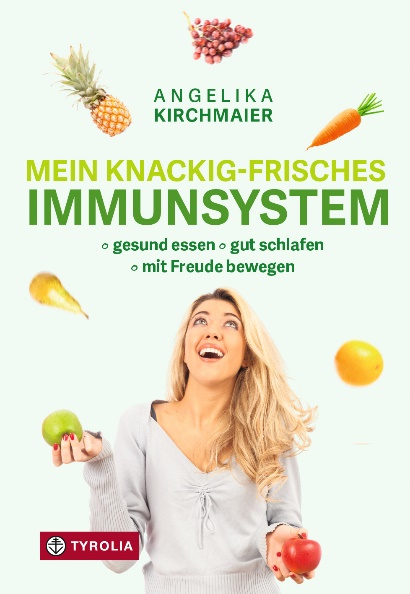 ANGELIKA
KIRCHMAIER
MEIN KNACKIG-FRISCHES
IMMUNSYSTEM
gesund essen gut schlafen
mit Freude bewegen
TYROLIA